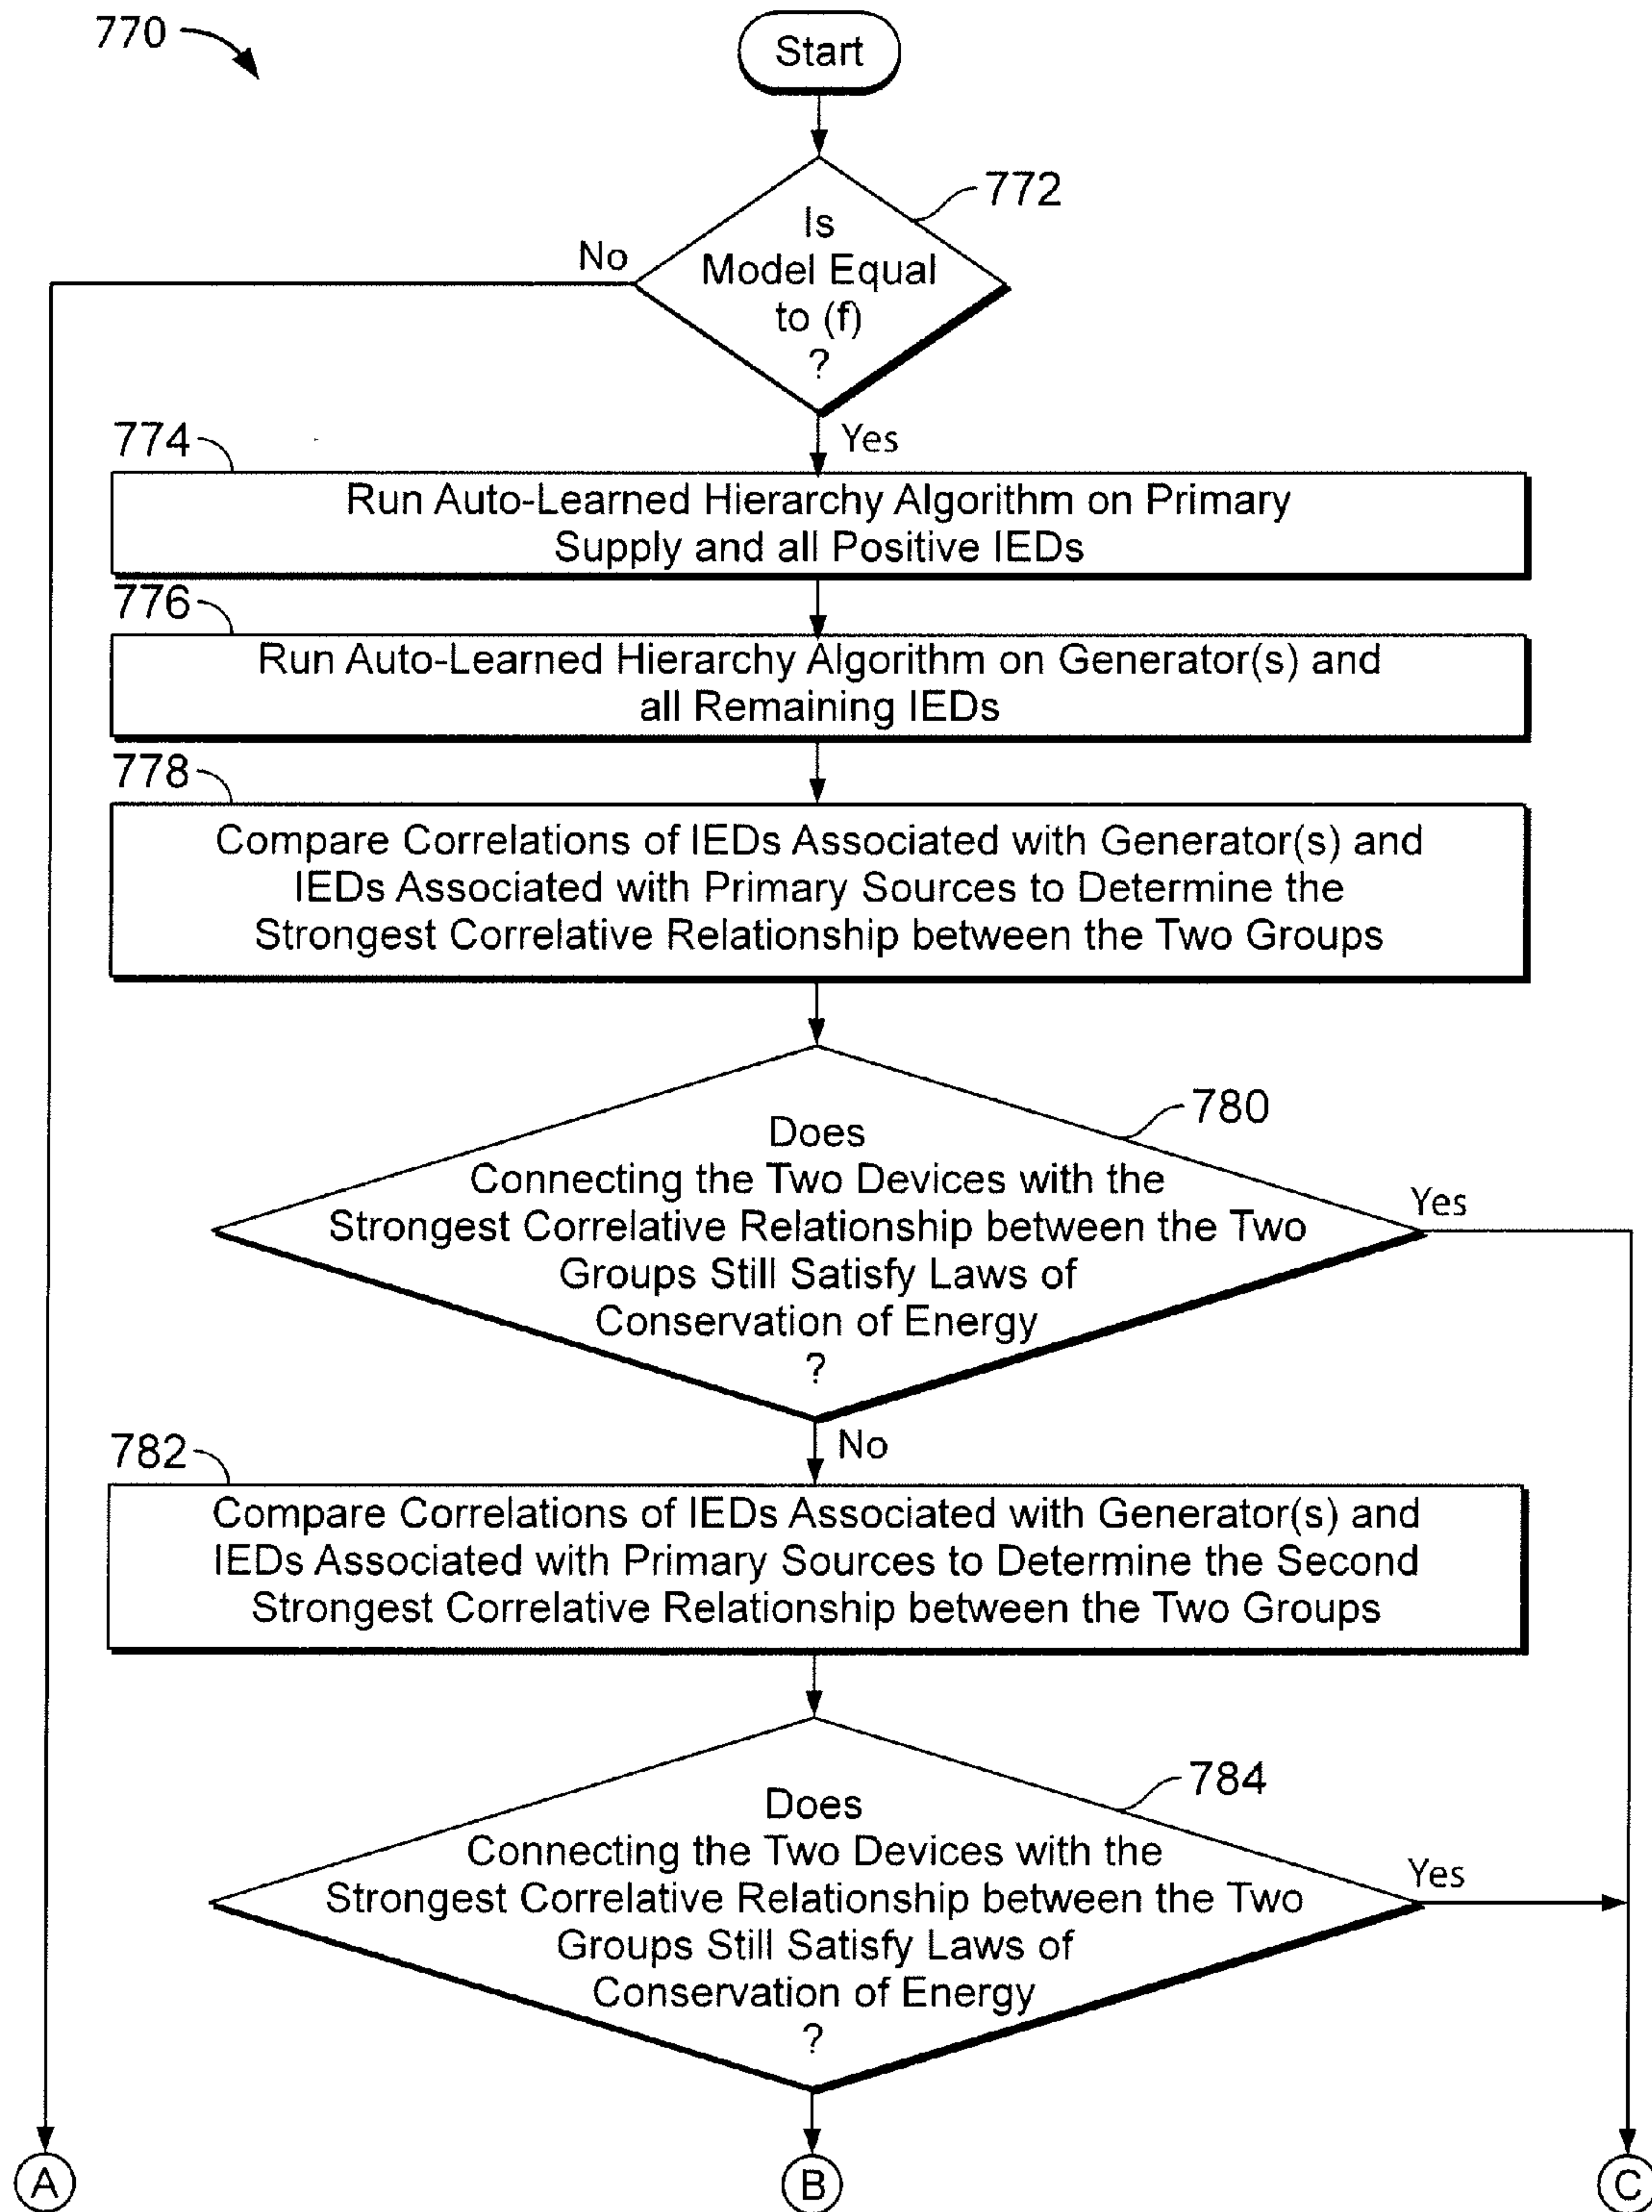 770
Start
772
Is
Model Equal
to (f)
?
No
Yes
774
Run Auto-Learned Hierarchy Algorithm on Primary
Supply and all Positive IEDs
776
Run Auto-Learned Hierarchy Algorithm on Generator(s) and
all Remaining IEDs
778
Compare Correlations of IEDs Associated with Generator(s) and
IEDs Associated with Primary Sources to Determine the
Strongest Correlative Relationship between the Two Groups
780
Does
Connecting the Two Devices with the
Strongest Correlative Relationship between the Two
Groups Still Satisfy Laws of
Conservation of Energy
?
Yes
No
782
Compare Correlations of IEDs Associated with Generator(s) and
IEDs Associated with Primary Sources to Determine the Second
Strongest Correlative Relationship between the Two Groups
784
Does
Connecting the Two Devices with the
Strongest Correlative Relationship between the Two
Groups Still Satisfy Laws of
Conservation of Energy
?
Yes
A
B
C